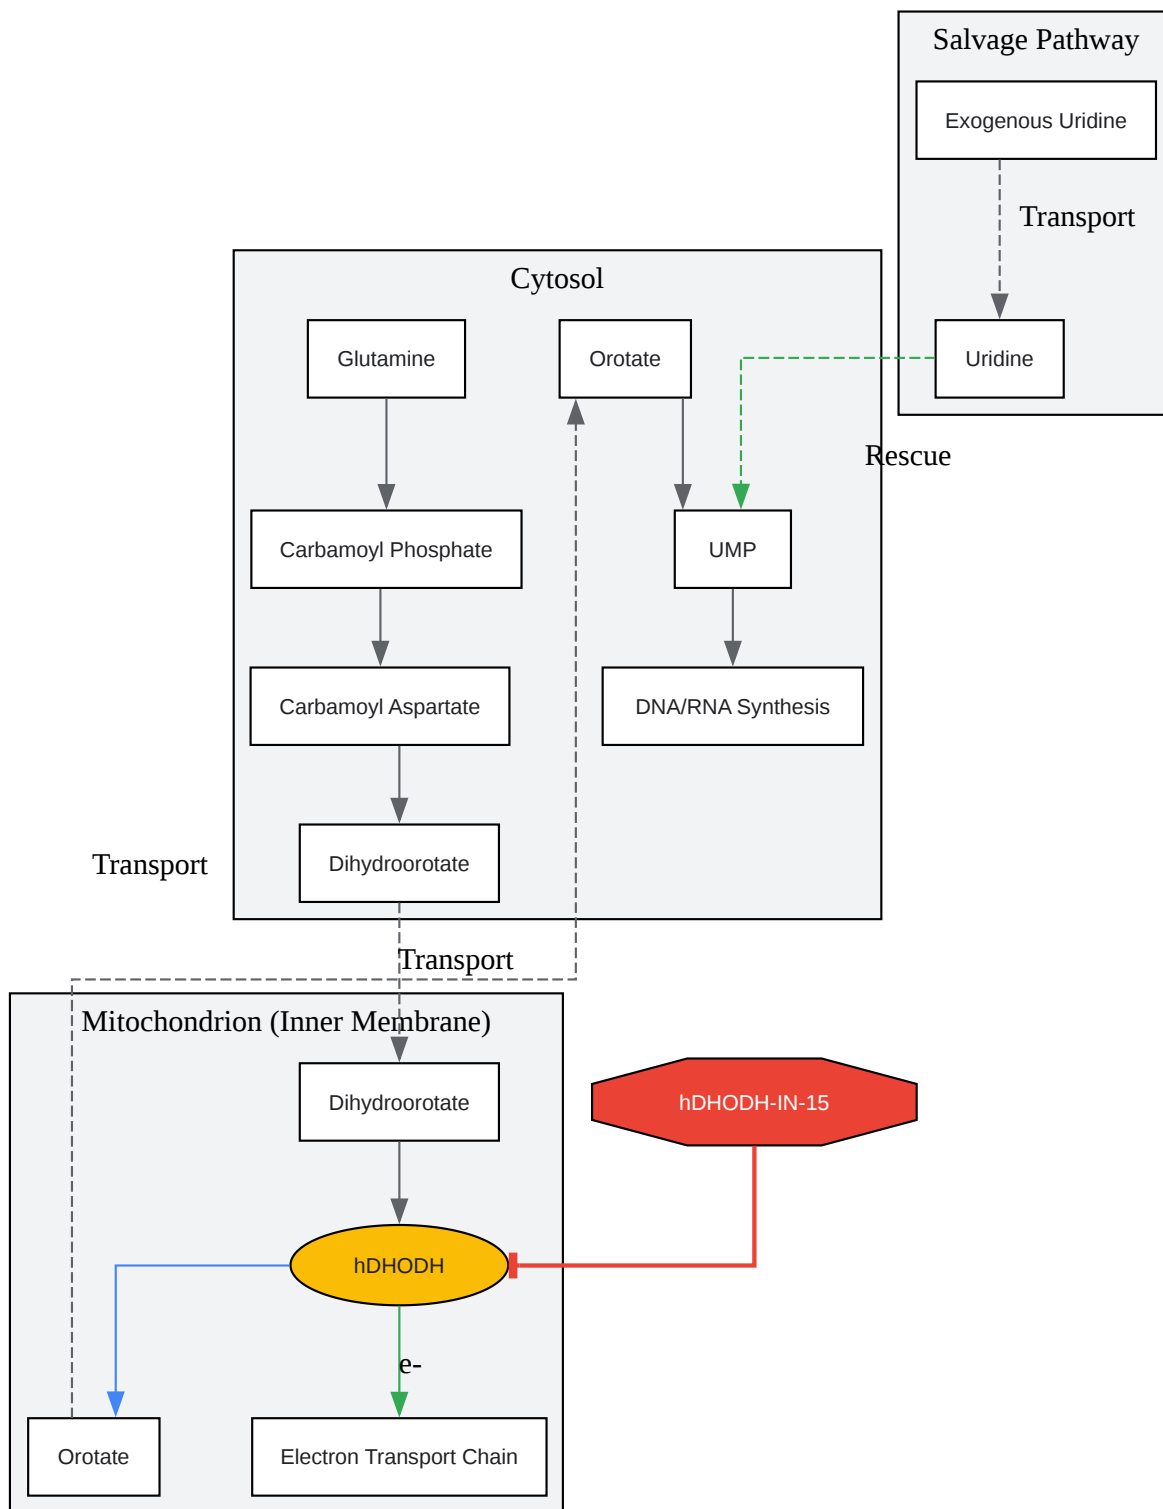 Salvage Pathway
Exogenous Uridine
Transport
Uridine
Rescue
Cytosol
Glutamine
Orotate
Carbamoyl Phosphate
UMP
Carbamoyl Aspartate
DNA/RNA Synthesis
Dihydroorotate
Transport
Transport
Mitochondrion (Inner Membrane)
Dihydroorotate
hDHODH-IN-15
hDHODH
e-
Orotate
Electron Transport Chain